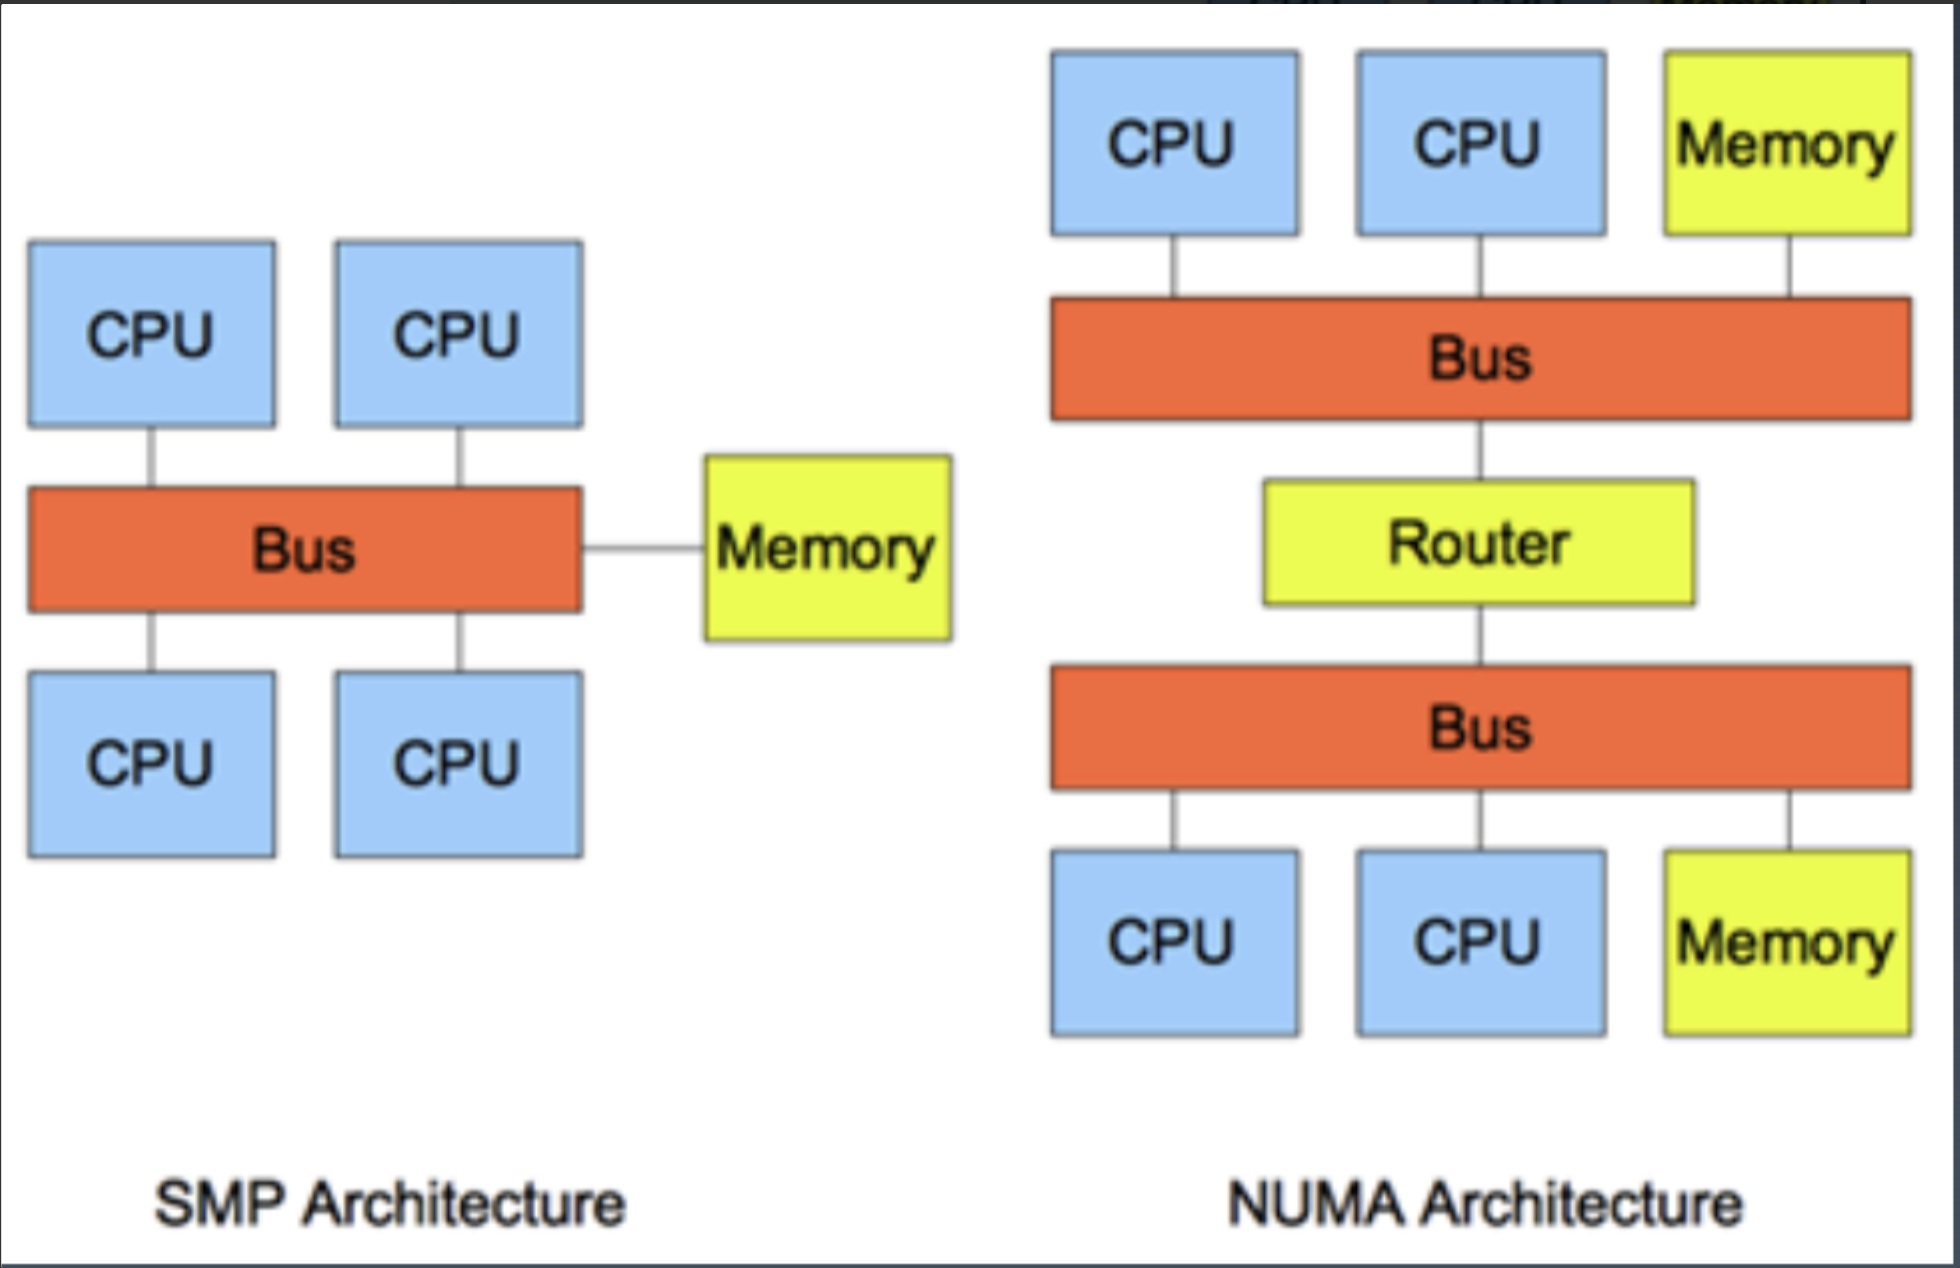 CPU CPU
Bus
Memory
CPU CPU
SMP Architecture
CPU CPU Memory
Bus
Router
Bus
CPU CPU Memory
NUMA Architecture